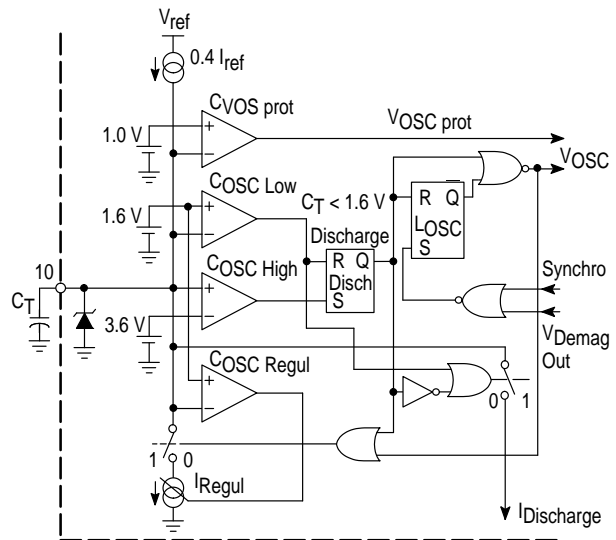 Vref
0.4 Iref
CVOS prot
1.0 V
VOSC prot
VOSC
COSC Low
1.6 V
CT < 1.6 V
R Q
LOSC
S
Discharge
R Q
Disch
S
Synchro
10
COSC High
CT
3.6 V
VDemag
Out
COSC Regul
0 1
1 0
IRegul
IDischarge